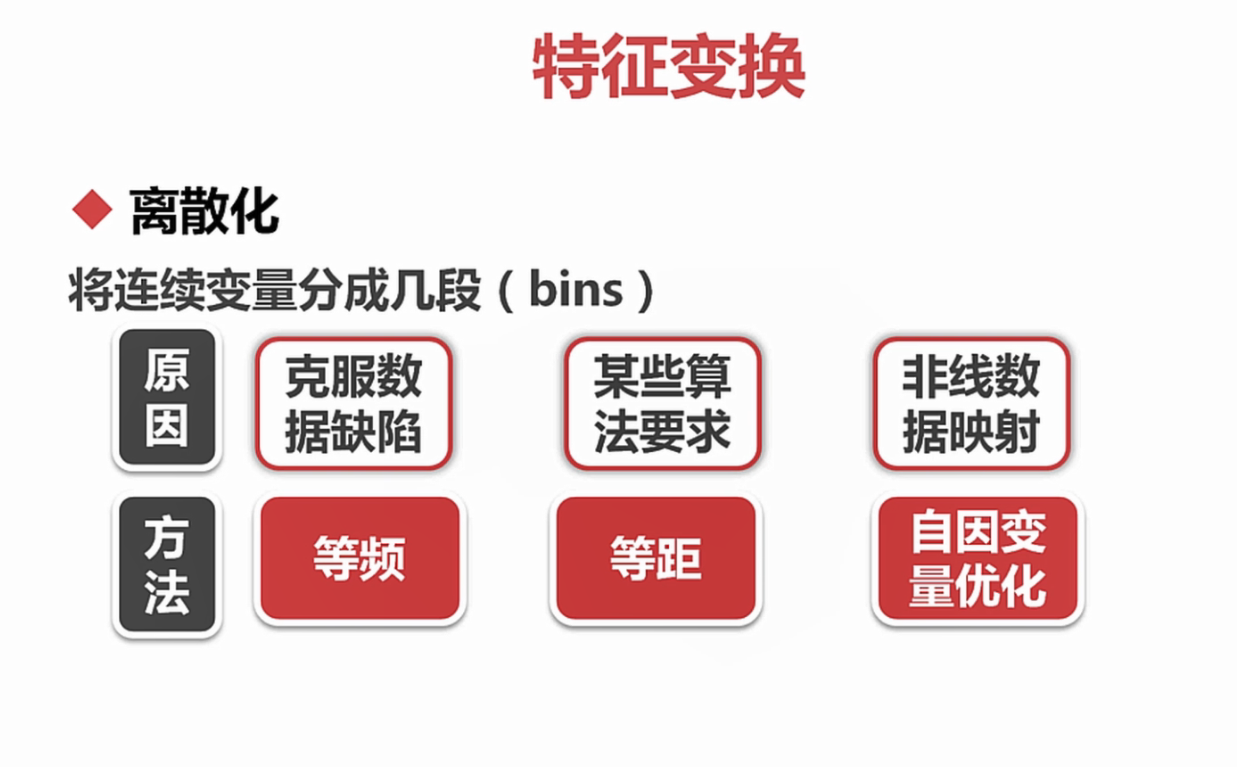 特征变换
离散化
将连续变量分成几段（bins）
原
因
克服数
据缺陷
某些算
法要求
非线数
据映射
方
法
等频
等距
自因变
量优化